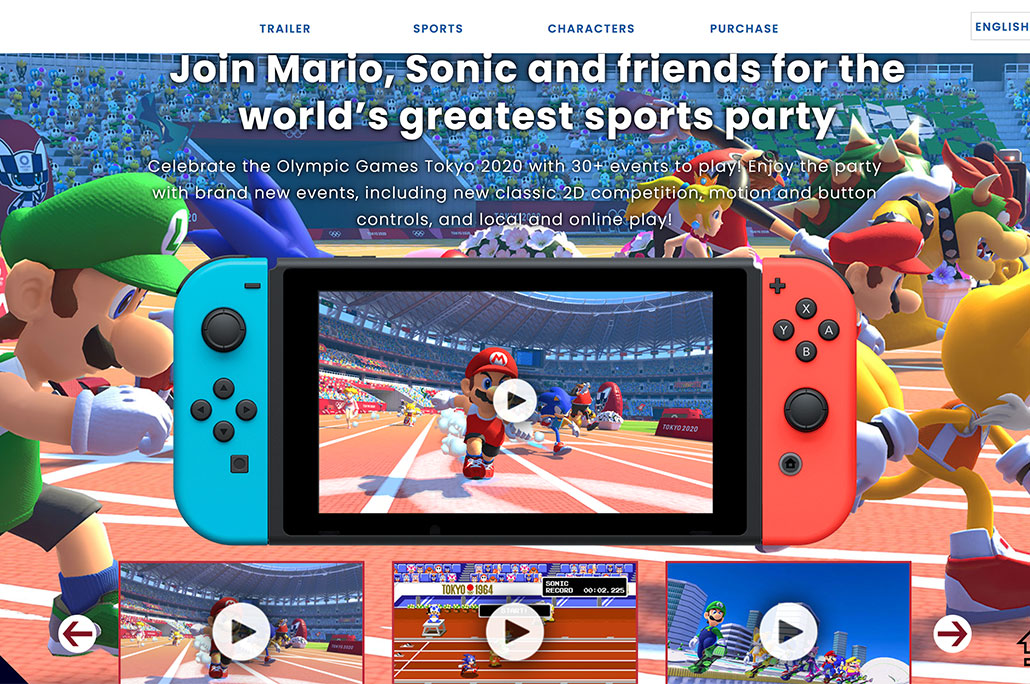 TRAILER SPORTS CHARACTERS PURCHASE ENGLISH
Join Mario, Sonic and friends for the
world's greatest sports party
Celebrate the Olympic Games Tokyo 2020 with 30+ events to play! Enjoy the party
with brand new events, including new classic 2D competition, motion and button
controls, and local and online play!
L
X
Y A
B
M
TOKYO 2020
TOKYO 1964
SONIC
RECORD 00:02.225
START!